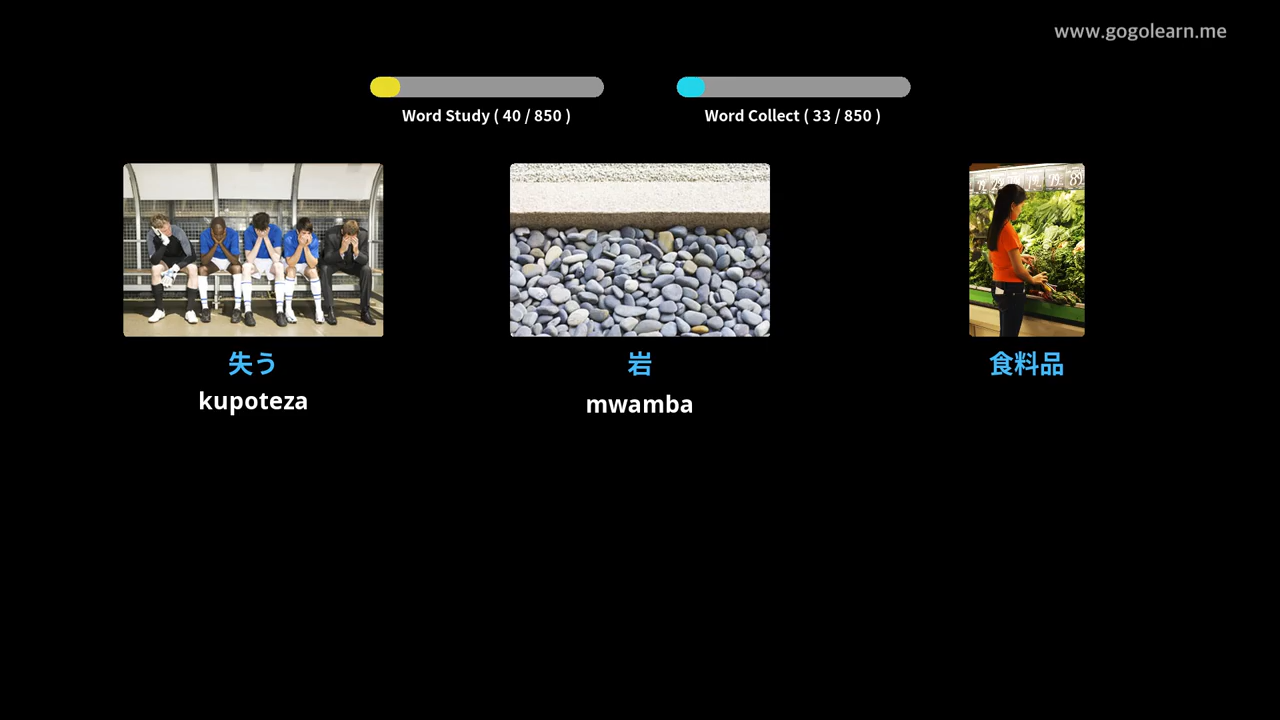 www.gogolearn.me
Word Study ( 40 / 850 )
Word Collect ( 33 / 850 )
失う
岩
食料品
kupoteza
mwamba